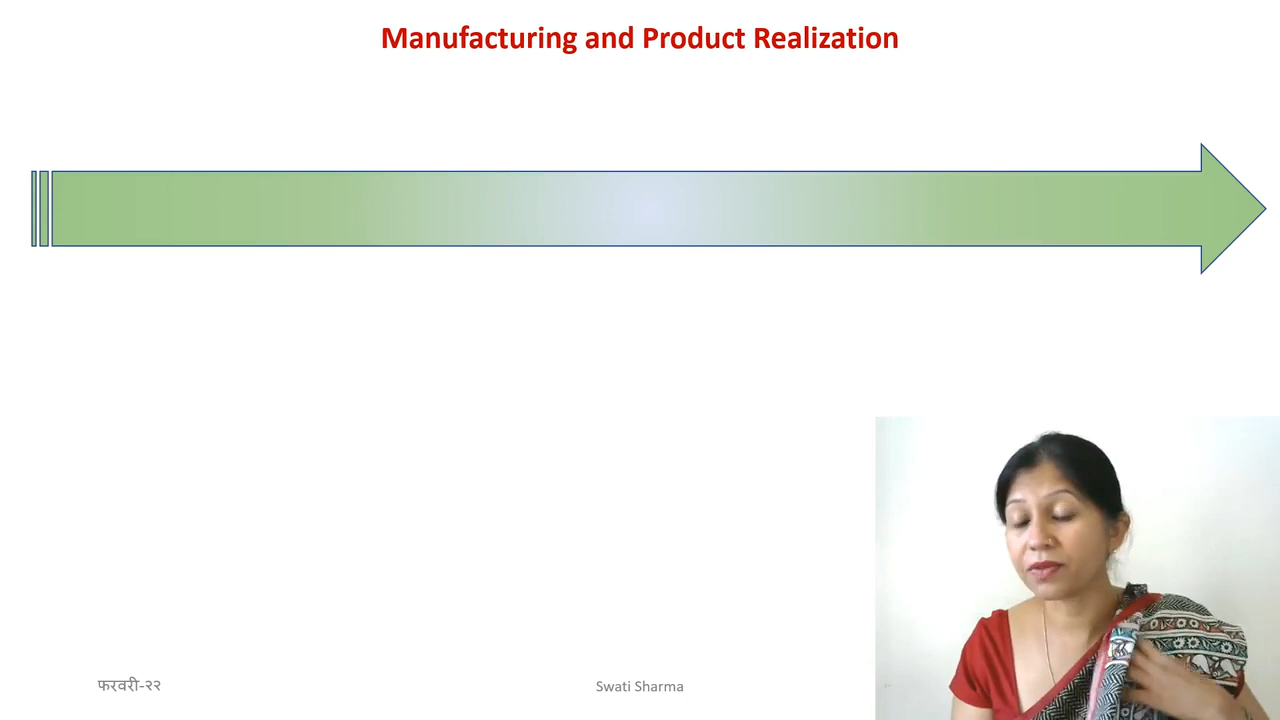 Manufacturing and Product Realization
फरवरी-२२
Swati Sharma